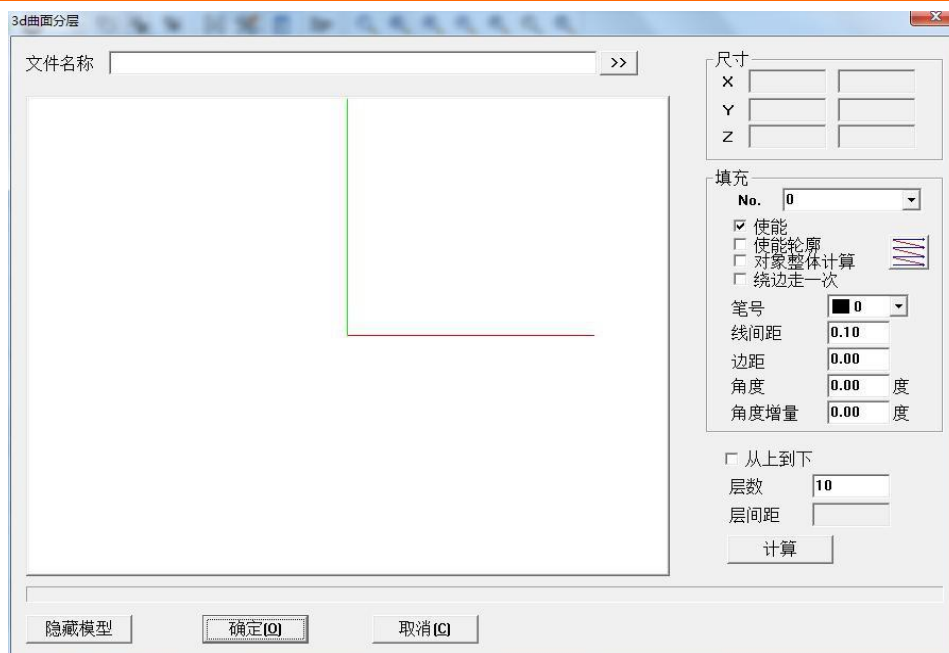 3d曲面分层
文件名称 >>
尺寸
X
Y
Z
填充
No. 0
使能
使能轮廓
对象整体计算
绕边走一次
笔号 0
线间距 0.10
边距 0.00
角度 0.00 度
角度增量 0.00 度
从上到下
层数 10
层间距
计算
隐藏模型 确定(O) 取消(C)